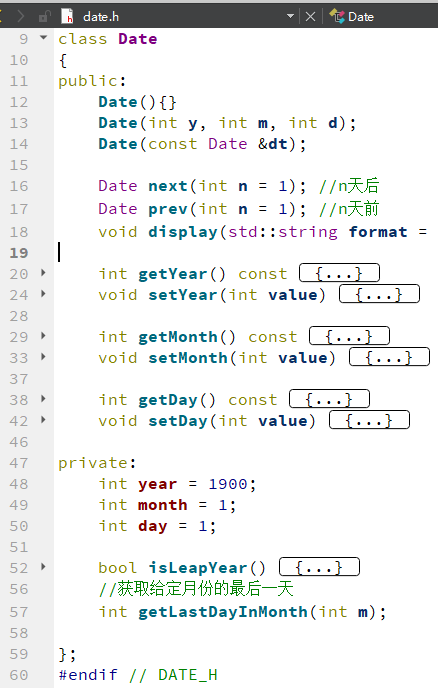 date.h Date
9 class Date
10 {
11 public:
12 Date(){}
13 Date(int y, int m, int d);
14 Date(const Date &dt);
15
16 Date next(int n = 1); //n天后
17 Date prev(int n = 1); //n天前
18 void display(std::string format =
19
20 int getYear() const {...}
24 void setYear(int value) {...}
28
29 int getMonth() const {...}
33 void setMonth(int value) {...}
37
38 int getDay() const {...}
42 void setDay(int value) {...}
46
47 private:
48 int year = 1900;
49 int month = 1;
50 int day = 1;
51
52 bool isLeapYear() {...}
56 //获取给定月份的最后一天
57 int getLastDayInMonth(int m);
58
59 };
60 #endif // DATE_H